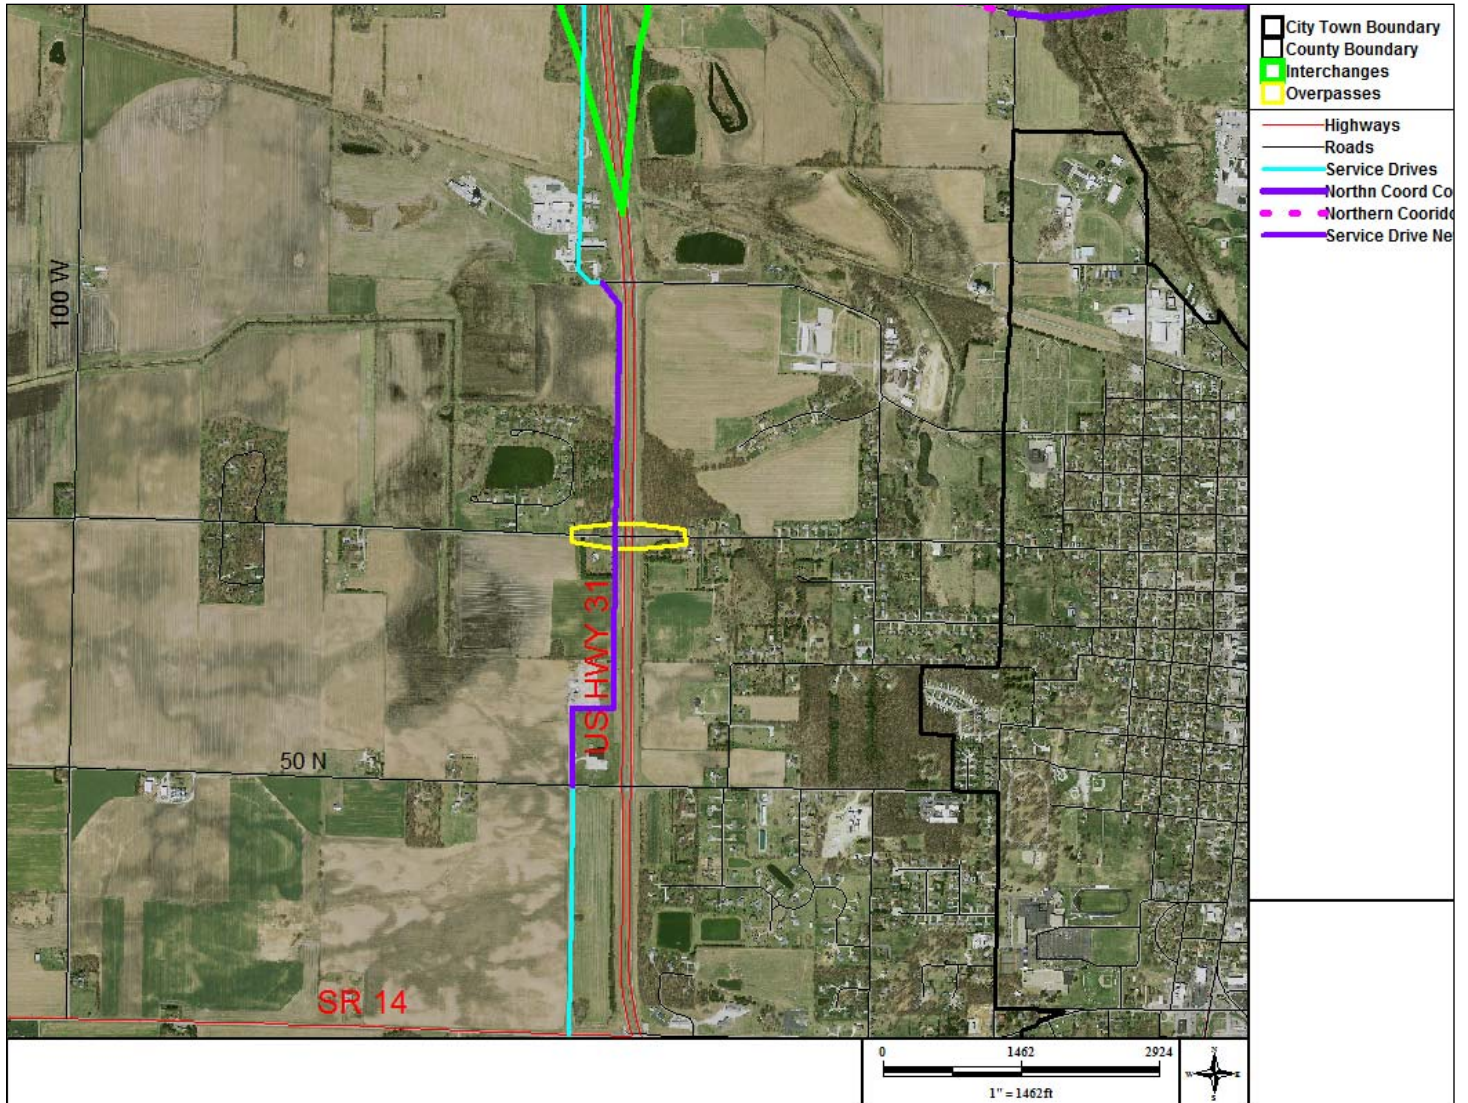 City Town Boundary
County Boundary
Interchanges
Overpasses
Highways
Roads
Service Drives
Northn Coord Co
Northern Coorido
Service Drive Ne
100 W
US HWY 31
50 N
SR 14
0 1462 2924
1" = 1462ft
N
W E
S